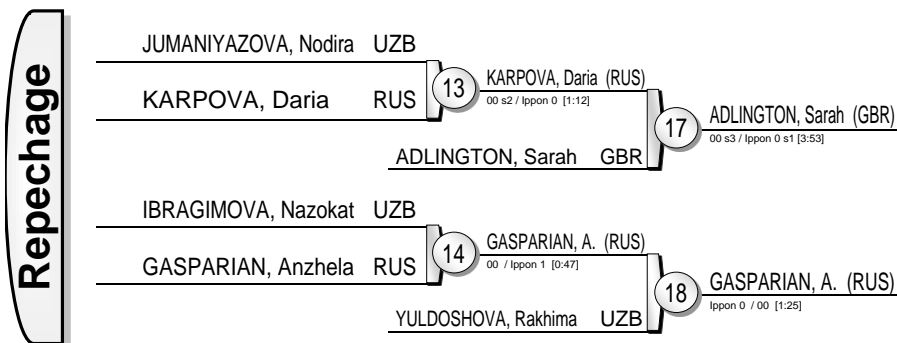 Repechage
JUMANIYAZOVA, Nodira UZB
KARPOVA, Daria RUS
13
KARPOVA, Daria (RUS)
00 s2 / Ippon 0 [1:12]
ADLINGTON, Sarah GBR
17
ADLINGTON, Sarah (GBR)
00 s3 / Ippon 0 s1 [3:53]
IBRAGIMOVA, Nazokat UZB
GASPARIAN, Anzhela RUS
14
GASPARIAN, A. (RUS)
00 / Ippon 1 [0:47]
YULDOSHOVA, Rakhima UZB
18
GASPARIAN, A. (RUS)
Ippon 0 / 00 [1:25]